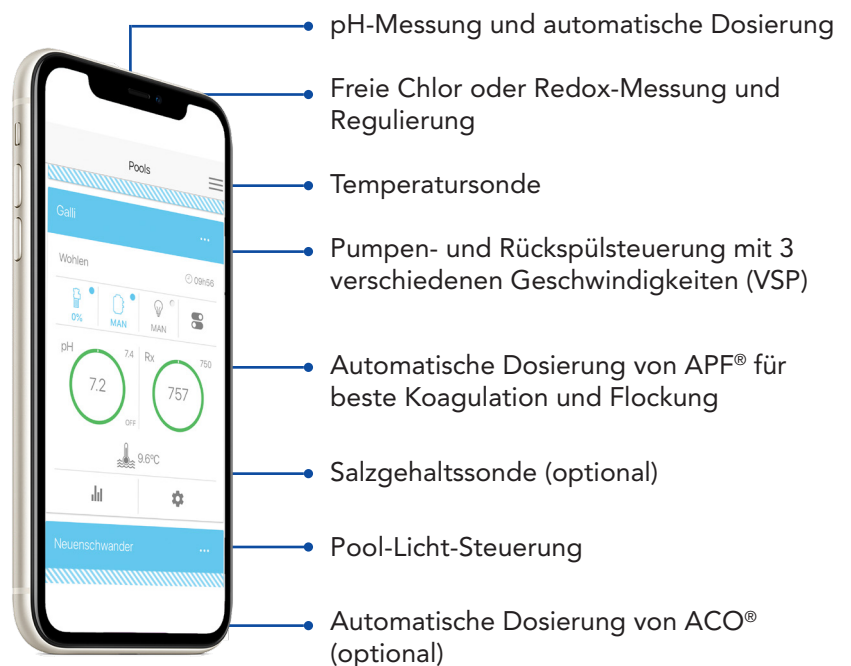 pH-Messung und automatische Dosierung
Freie Chlor oder Redox-Messung und
Regulierung
Temperatursonde
Pumpen- und Rückspülsteuerung mit 3
verschiedenen Geschwindigkeiten (VSP)
Automatische Dosierung von APF® für
beste Koagulation und Flockung
Salzgehaltssonde (optional)
Pool-Licht-Steuerung
Automatische Dosierung von ACO®
(optional)
Pools
Galli
...
Wohlen
09h56
0%
MAN
MAN
pH
7.4
Rx
750
7.2
757
OFF
9.6°C
Neuenschwander
...